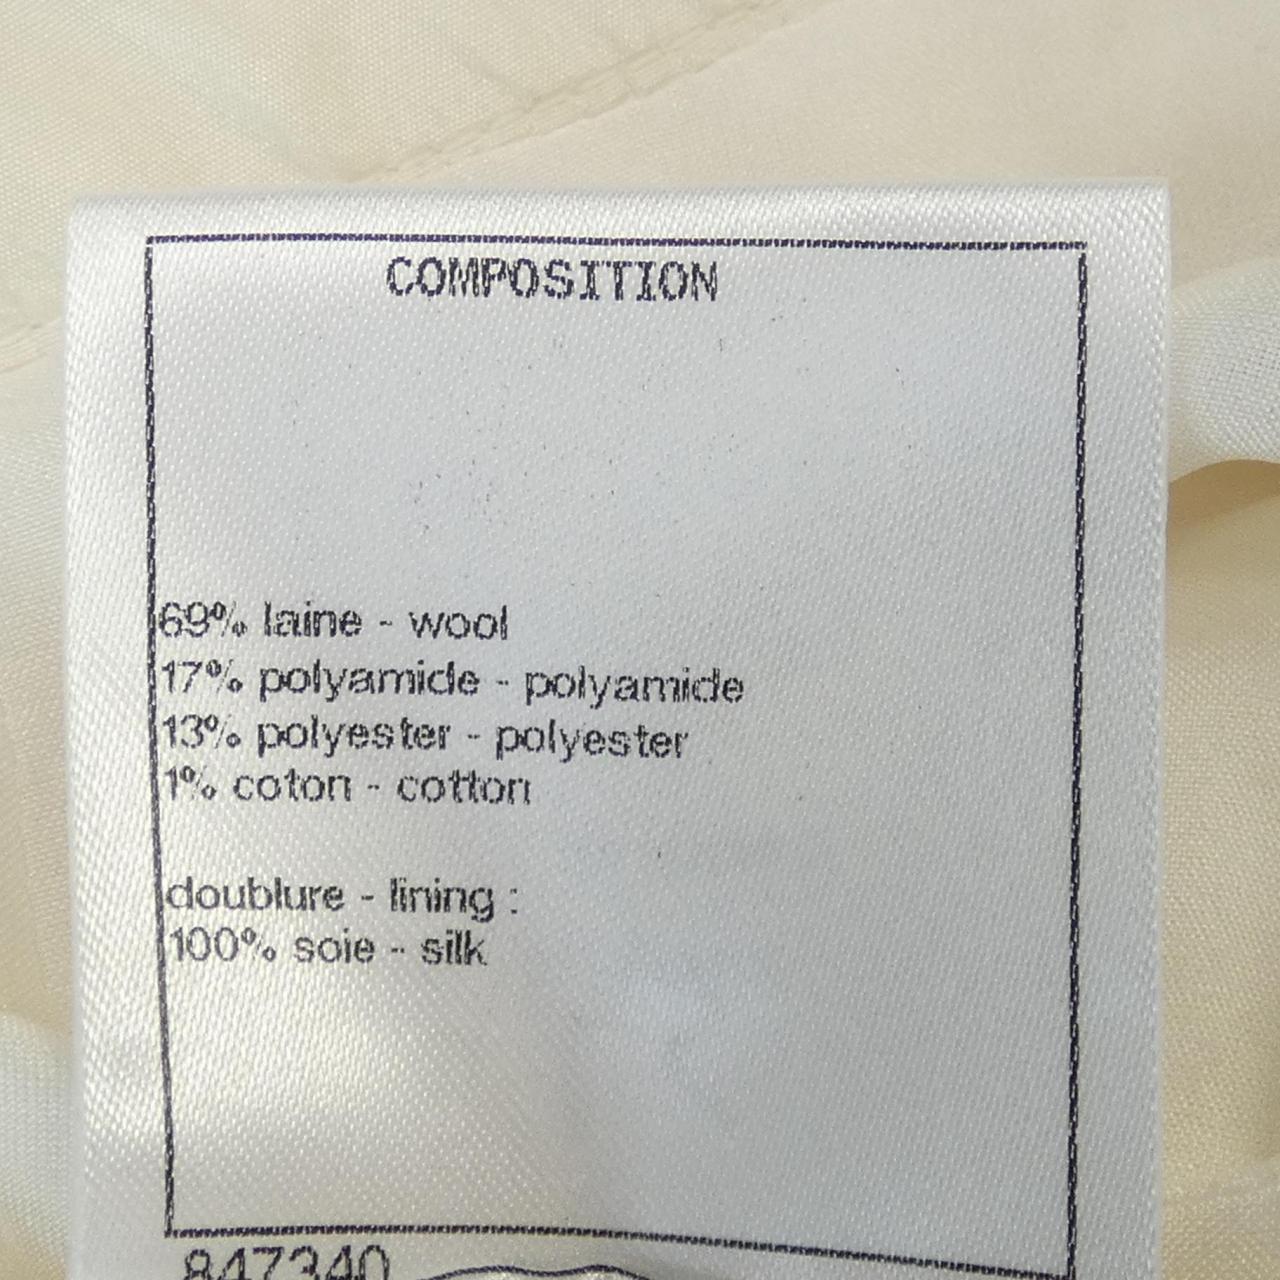 COMPOSITION
69% laine - wool
17% polyamide - polyamide
13% polyester - polyester
1% coton - cotton
doublure - lining :
100% soie - silk
847340